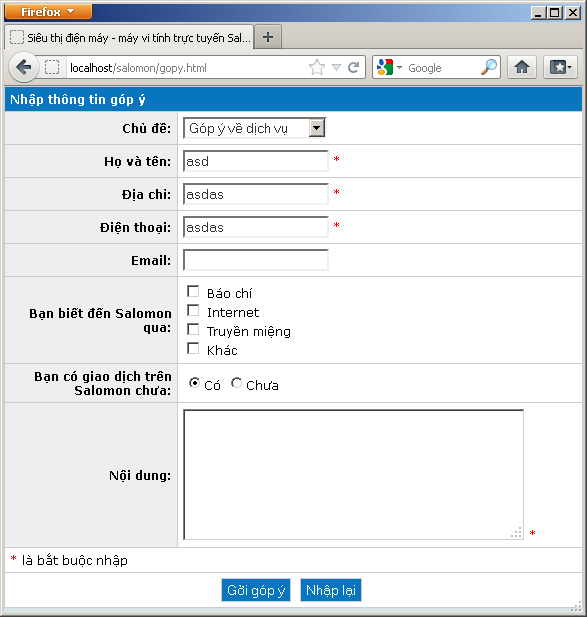 Firefox
Siêu thị điện máy - máy vi tính trực tuyến Sal...
localhost/salomon/gopy.html
Google
Nhập thông tin góp ý
Chủ đề: Góp ý về dịch vụ
Họ và tên: asd *
Địa chỉ: asdas *
Điện thoại: asdas *
Email:
Bạn biết đến Salomon
qua:
Báo chí
Internet
Truyền miệng
Khác
Bạn có giao dịch trên
Salomon chưa:
Có Chưa
Nội dung:
*
* là bắt buộc nhập
Gởi góp ý Nhập lại